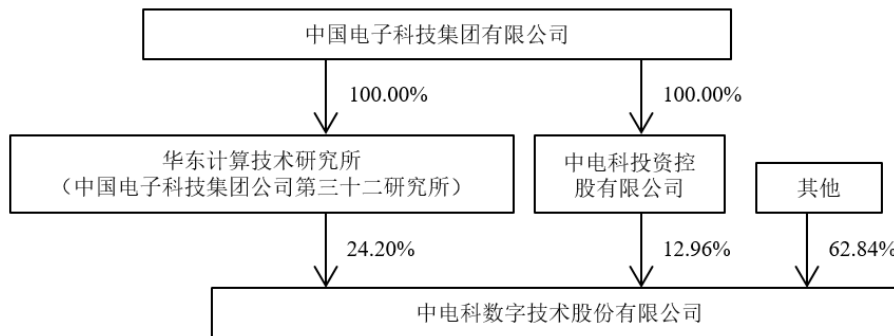 中国电子科技集团有限公司
100.00%
100.00%
华东计算技术研究所
（中国电子科技集团公司第三十二研究所）
中电科投资控
股有限公司
其他
24.20%
12.96%
62.84%
中电科数字技术股份有限公司